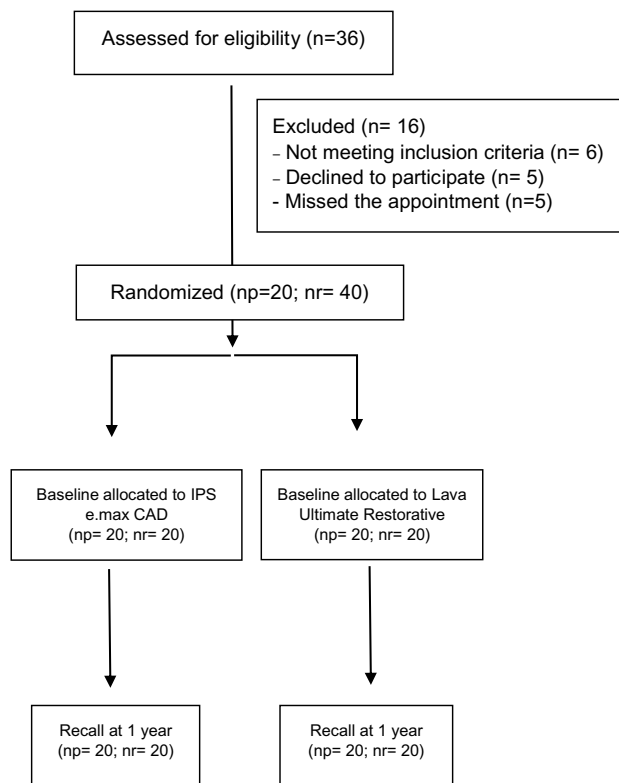 Assessed for eligibility (n=36)
Excluded (n= 16)
– Not meeting inclusion criteria (n= 6)
– Declined to participate (n= 5)
- Missed the appointment (n=5)
Randomized (np=20; nr= 40)
Baseline allocated to IPS
e.max CAD
(np= 20; nr= 20)
Baseline allocated to Lava
Ultimate Restorative
(np= 20; nr= 20)
Recall at 1 year
(np= 20; nr= 20)
Recall at 1 year
(np= 20; nr= 20)